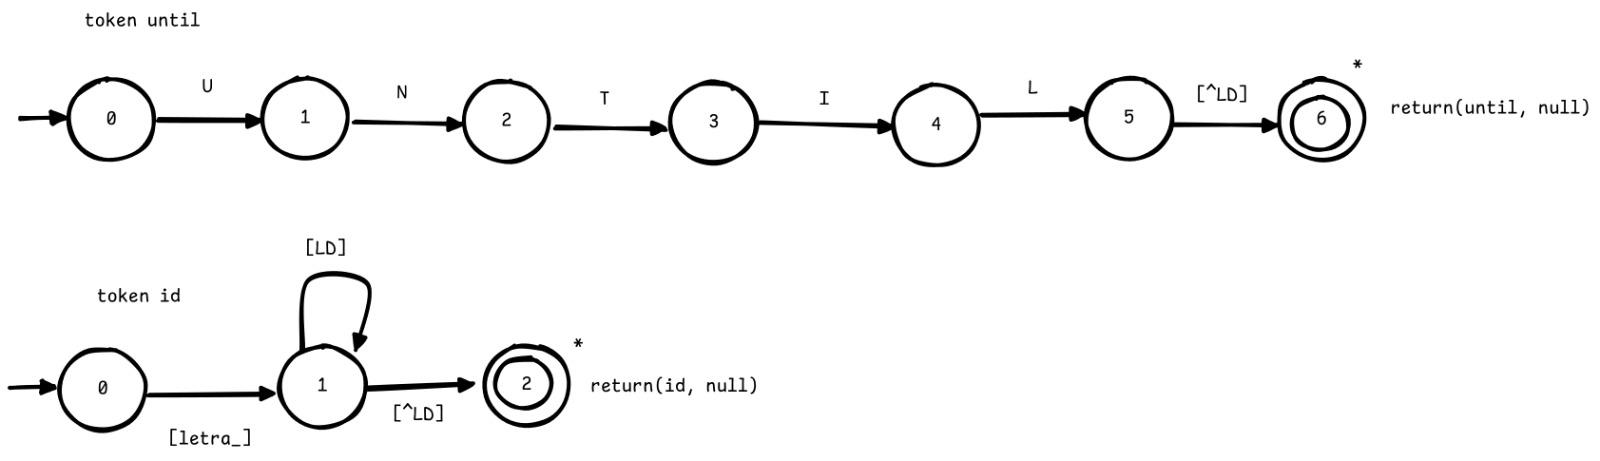 token until
U
N
T
I
L
[^LD]
*
0
1
2
3
4
5
6
return(until, null)
[LD]
token id
*
0
1
2
return(id, null)
[letra_]
[^LD]